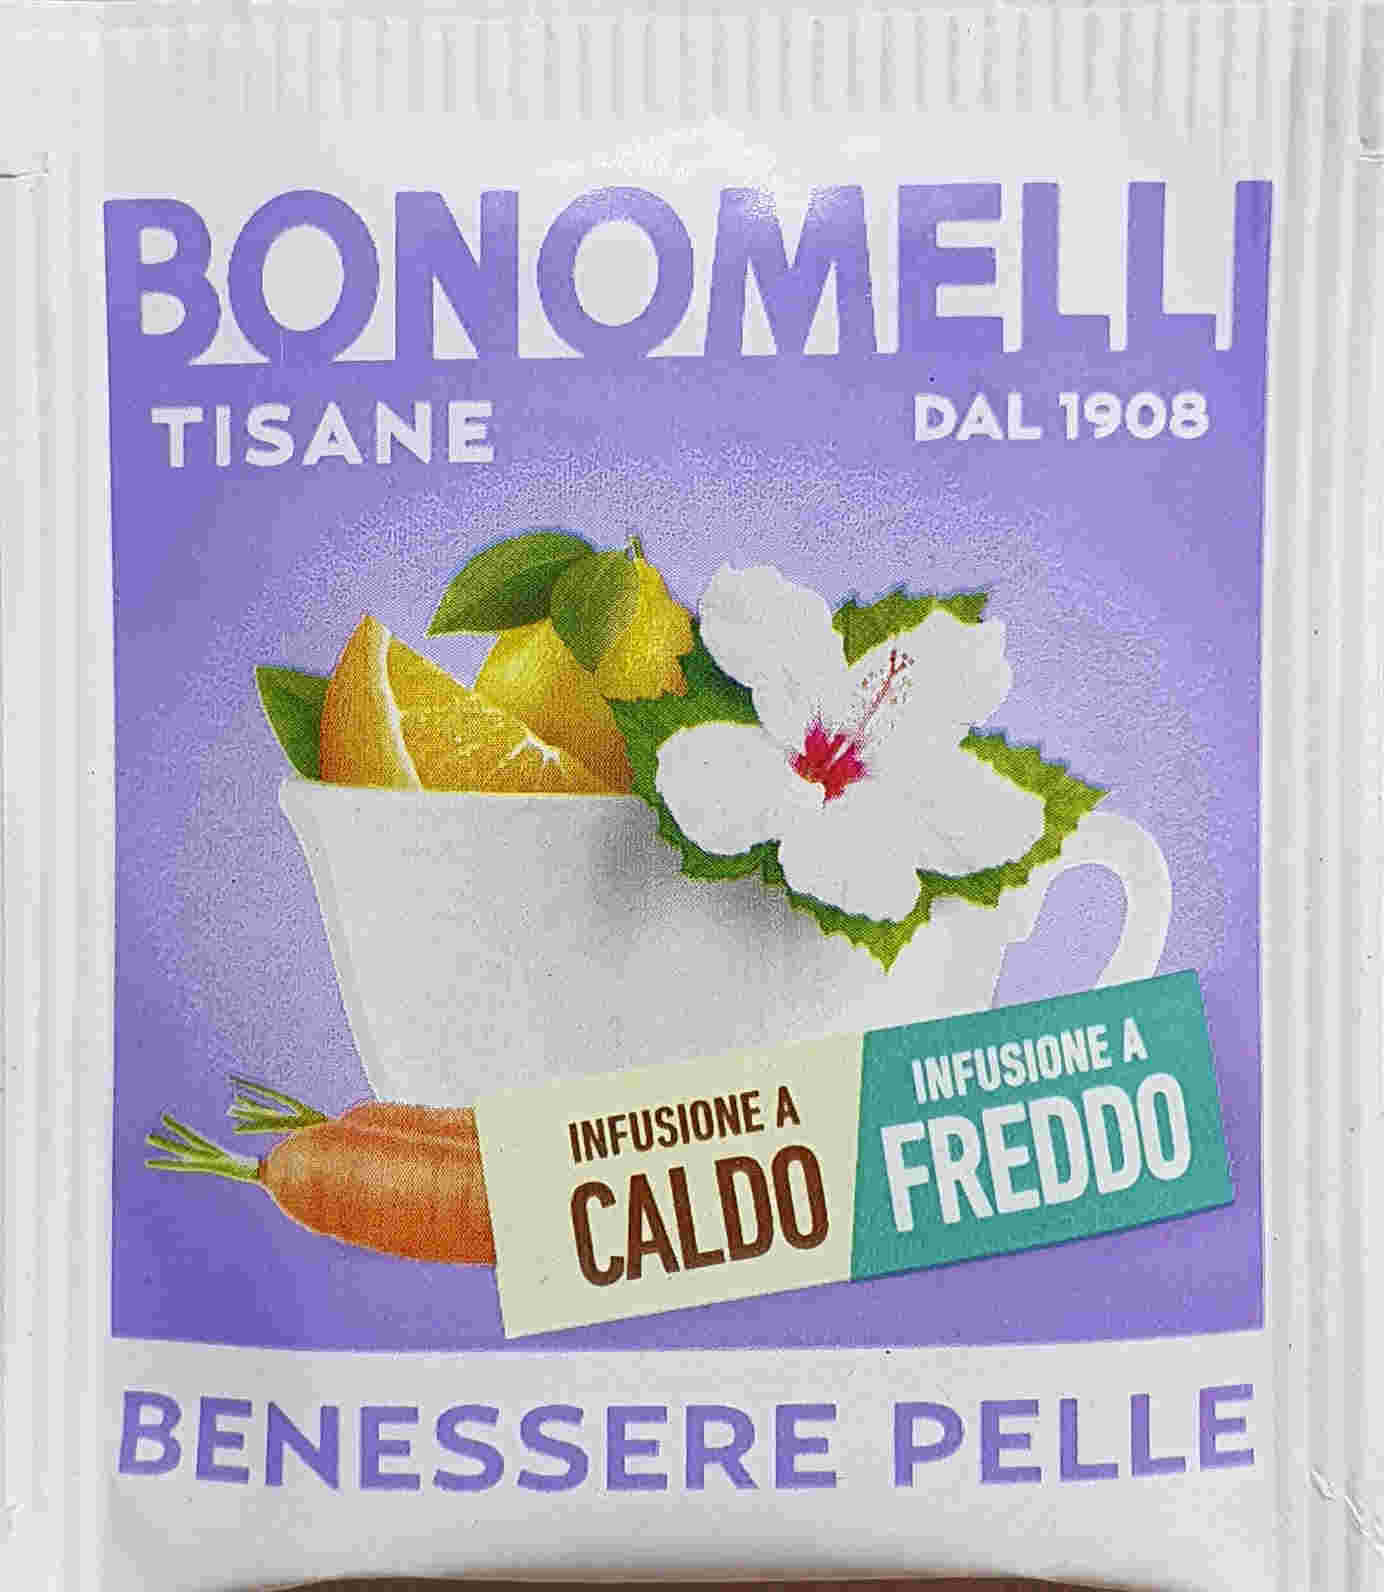 BONOMELLI
TISANE
DAL 1908
INFUSIONE A
CALDO
INFUSIONE A
FREDDO
BENESSERE PELLE